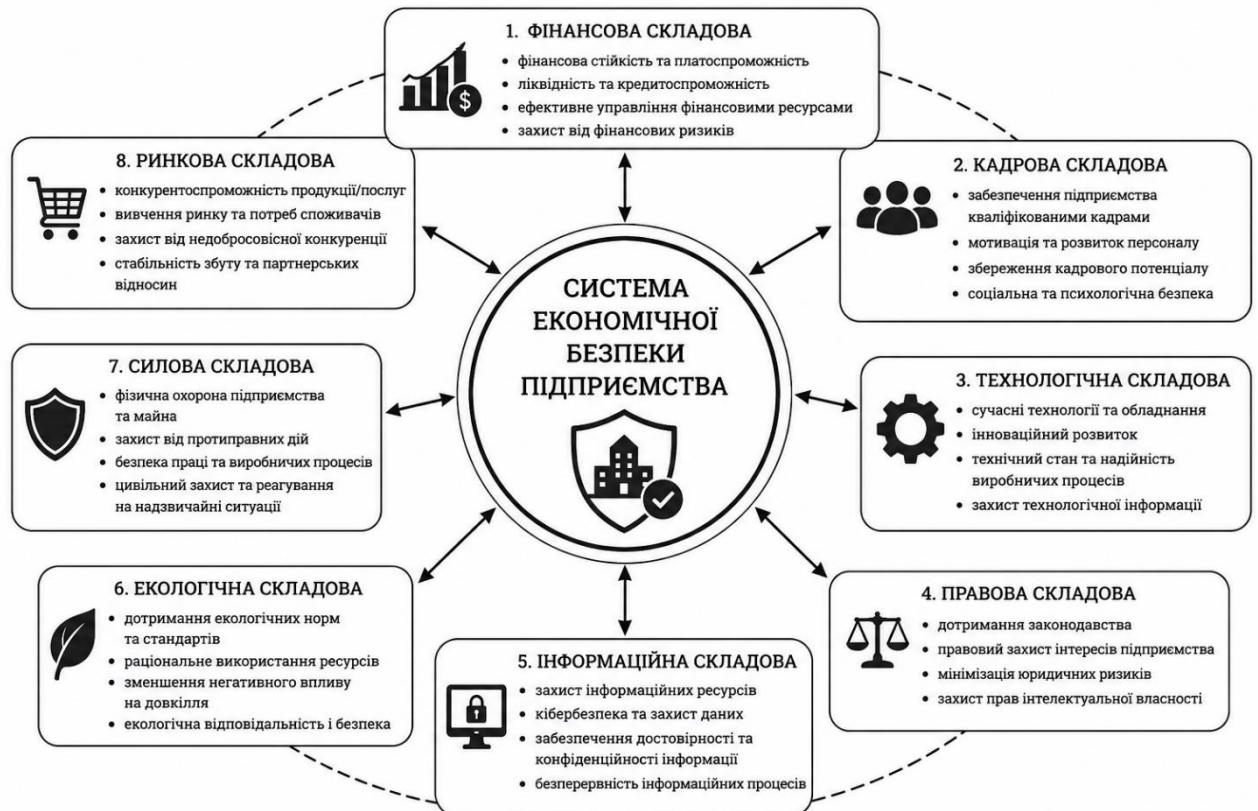 1. ФІНАНСОВА СКЛАДОВА
• фінансова стійкість та платоспроможність
• ліквідність та кредитоспроможність
• ефективне управління фінансовими ресурсами
• захист від фінансових ризиків
$
2. КАДРОВА СКЛАДОВА
• забезпечення підприємства
кваліфікованими кадрами
• мотивація та розвиток персоналу
• збереження кадрового потенціалу
• соціальна та психологічна безпека
3. ТЕХНОЛОГІЧНА СКЛАДОВА
• сучасні технології та обладнання
• інноваційний розвиток
• технічний стан та надійність
виробничих процесів
• захист технологічної інформації
4. ПРАВОВА СКЛАДОВА
• дотримання законодавства
• правовий захист інтересів підприємства
• мінімізація юридичних ризиків
• захист прав інтелектуальної власності
5. ІНФОРМАЦІЙНА СКЛАДОВА
• захист інформаційних ресурсів
• кібербезпека та захист даних
• забезпечення достовірності та
конфіденційності інформації
• безперервність інформаційних процесів
6. ЕКОЛОГІЧНА СКЛАДОВА
• дотримання екологічних норм
та стандартів
• раціональне використання ресурсів
• зменшення негативного впливу
на довкілля
• екологічна відповідальність і безпека
7. СИЛОВА СКЛАДОВА
• фізична охорона підприємства
та майна
• захист від протиправних дій
• безпека праці та виробничих процесів
• цивільний захист та реагування
на надзвичайні ситуації
8. РИНКОВА СКЛАДОВА
• конкурентоспроможність продукції/послуг
• вивчення ринку та потреб споживачів
• захист від недобросовісної конкуренції
• стабільність збуту та партнерських
відносин
СИСТЕМА
ЕКОНОМІЧНОЇ
БЕЗПЕКИ
ПІДПРИЄМСТВА